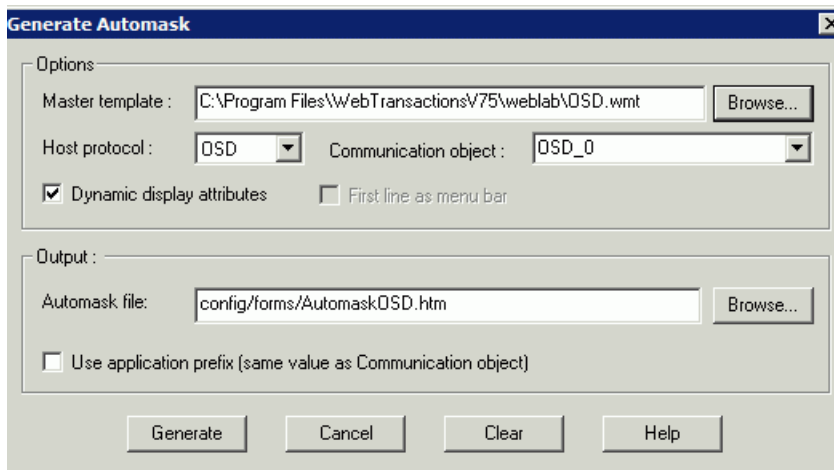 Generate Automask
Options
Master template : C:\Program Files\WebTransactionsV75\weblab\OSD.wmt Browse...
Host protocol : OSD Communication object : OSD_0
Dynamic display attributes First line as menu bar
Output :
Automask file: config/forms/AutomaskOSD.htm Browse...
Use application prefix (same value as Communication object)
Generate Cancel Clear Help